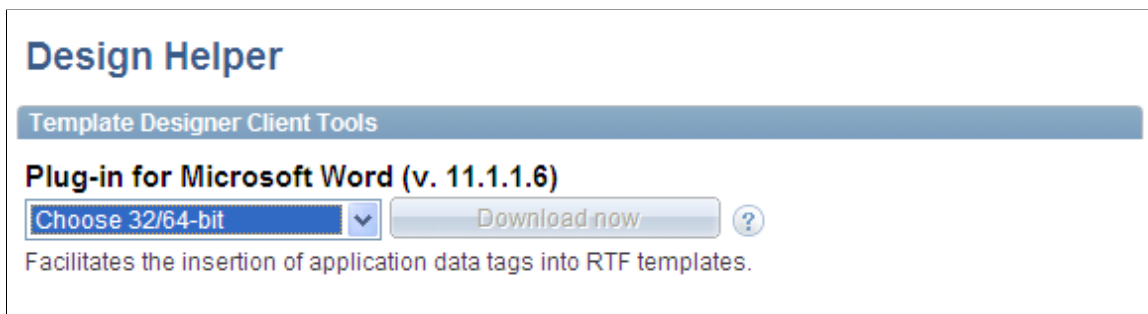 Design Helper
Template Designer Client Tools
Plug-in for Microsoft Word (v. 11.1.1.6)
Choose 32/64-bit Download now ?
Facilitates the insertion of application data tags into RTF templates.